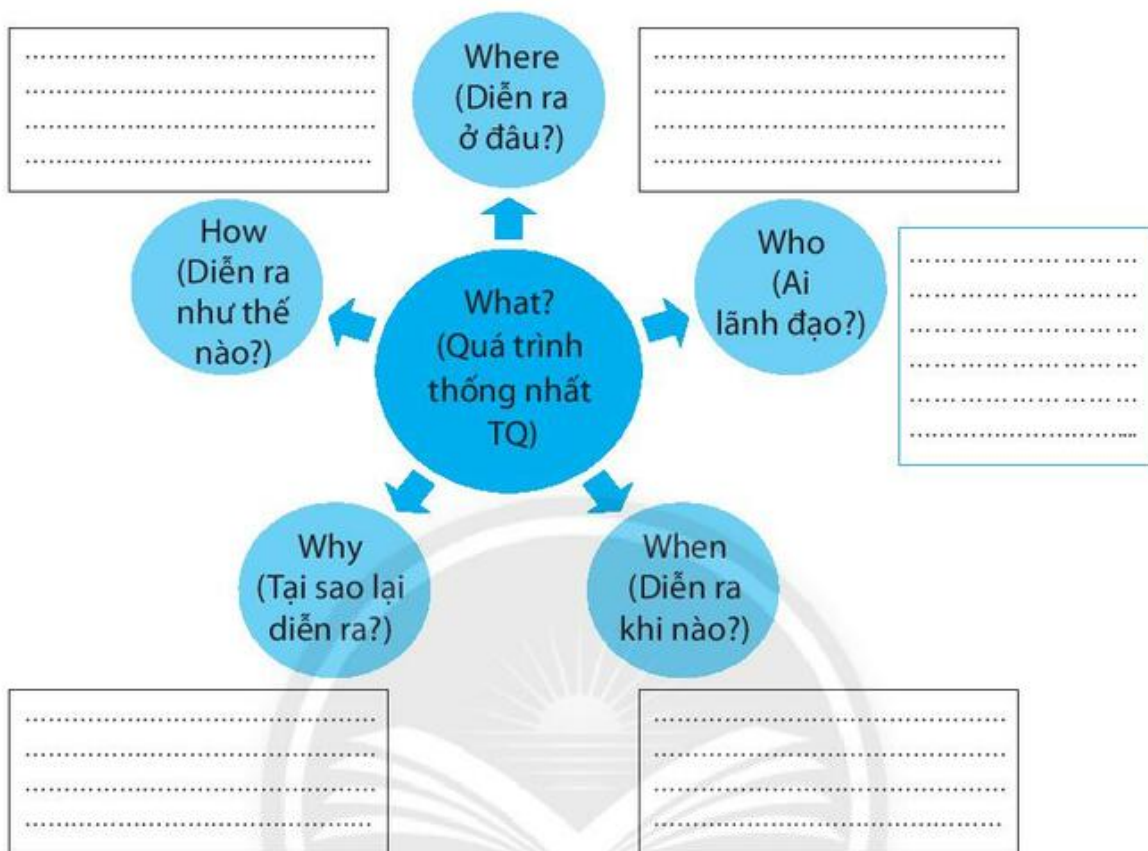 Where
(Diễn ra
ở đâu?)
How
(Diễn ra
như thế
nào?)
What?
(Quá trình
thống nhất
TQ)
Who
(Ai
lãnh đạo?)
Why
(Tại sao lại
diễn ra?)
When
(Diễn ra
khi nào?)